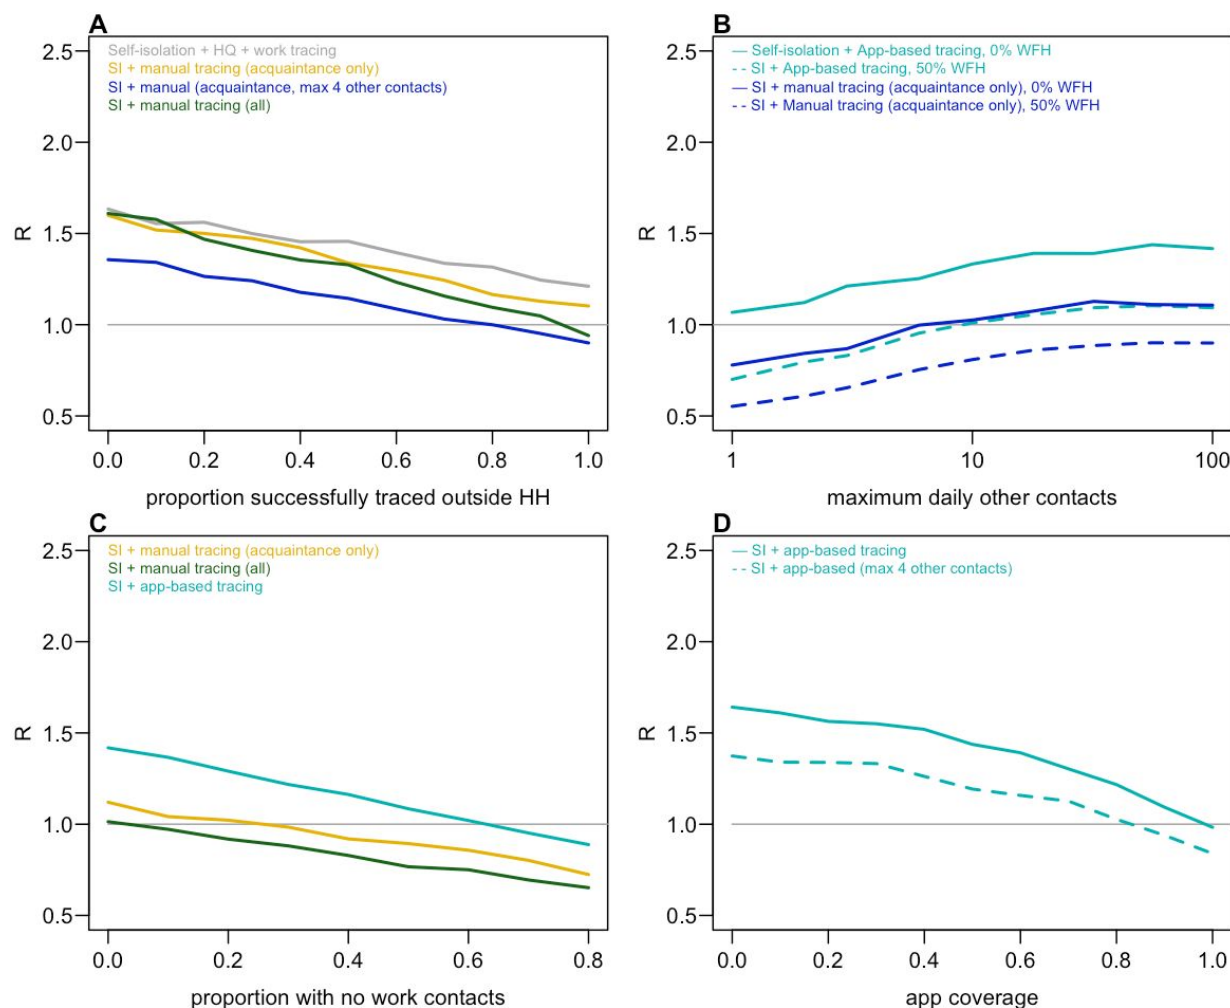 A
Self-isolation + HQ + work tracing
SI + manual tracing (acquaintance only)
SI + manual (acquaintance, max 4 other contacts)
SI + manual tracing (all)
2.5
2.0
1.5
1.0
0.5
R
0.0 0.2 0.4 0.6 0.8 1.0
proportion successfully traced outside HH
B
Self-isolation + App-based tracing, 0% WFH
SI + App-based tracing, 50% WFH
SI + manual tracing (acquaintance only), 0% WFH
SI + Manual tracing (acquaintance only), 50% WFH
2.5
2.0
1.5
1.0
0.5
R
1 10 100
maximum daily other contacts
C
SI + manual tracing (acquaintance only)
SI + manual tracing (all)
SI + app-based tracing
2.5
2.0
1.5
1.0
0.5
R
0.0 0.2 0.4 0.6 0.8
proportion with no work contacts
D
SI + app-based tracing
SI + app-based (max 4 other contacts)
2.5
2.0
1.5
1.0
0.5
R
0.0 0.2 0.4 0.6 0.8 1.0
app coverage